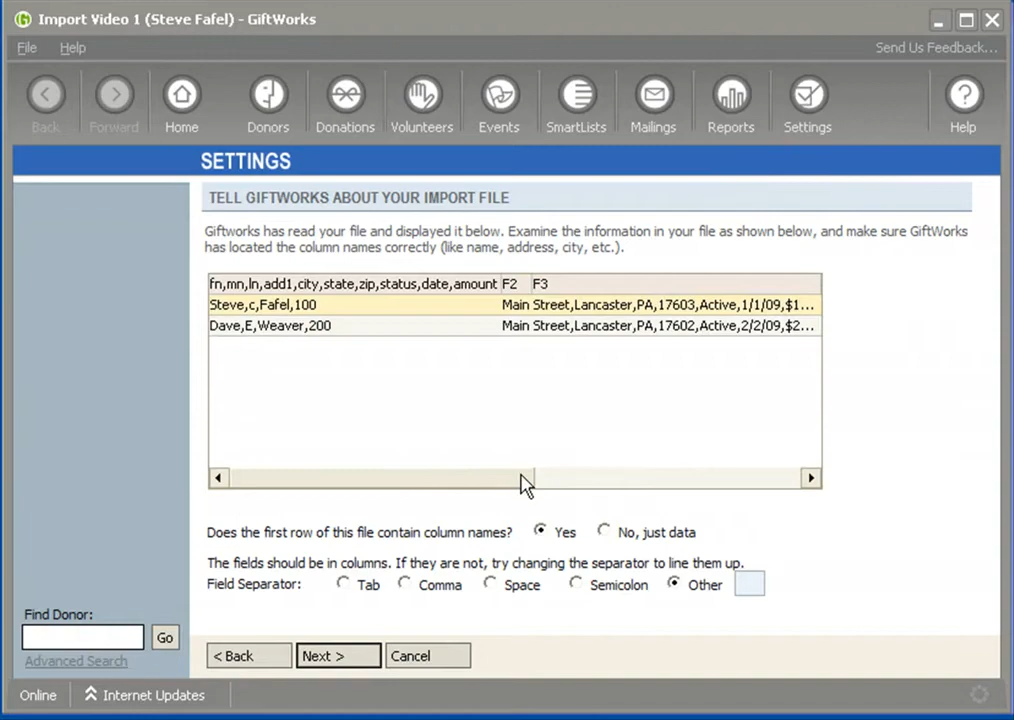 Import Video 1 (Steve Fafel) - GiftWorks
File Help Send Us Feedback...
Back Forward Home Donors Donations Volunteers Events SmartLists Mailings Reports Settings Help
SETTINGS
TELL GIFTWORKS ABOUT YOUR IMPORT FILE
Giftworks has read your file and displayed it below. Examine the information in your file as shown below, and make sure GiftWorks
has located the column names correctly (like name, address, city, etc.).
fn,mn,ln,add1,city,state,zip,status,date,amount F2 F3
Steve,c,Fafel,100 Main Street,Lancaster,PA,17603,Active,1/1/09,$1...
Dave,E,Weaver,200 Main Street,Lancaster,PA,17602,Active,2/2/09,$2...
Does the first row of this file contain column names? Yes No, just data
The fields should be in columns. If they are not, try changing the separator to line them up.
Field Separator: Tab Comma Space Semicolon Other
Find Donor:
Go
Advanced Search
< Back Next > Cancel
Online Internet Updates